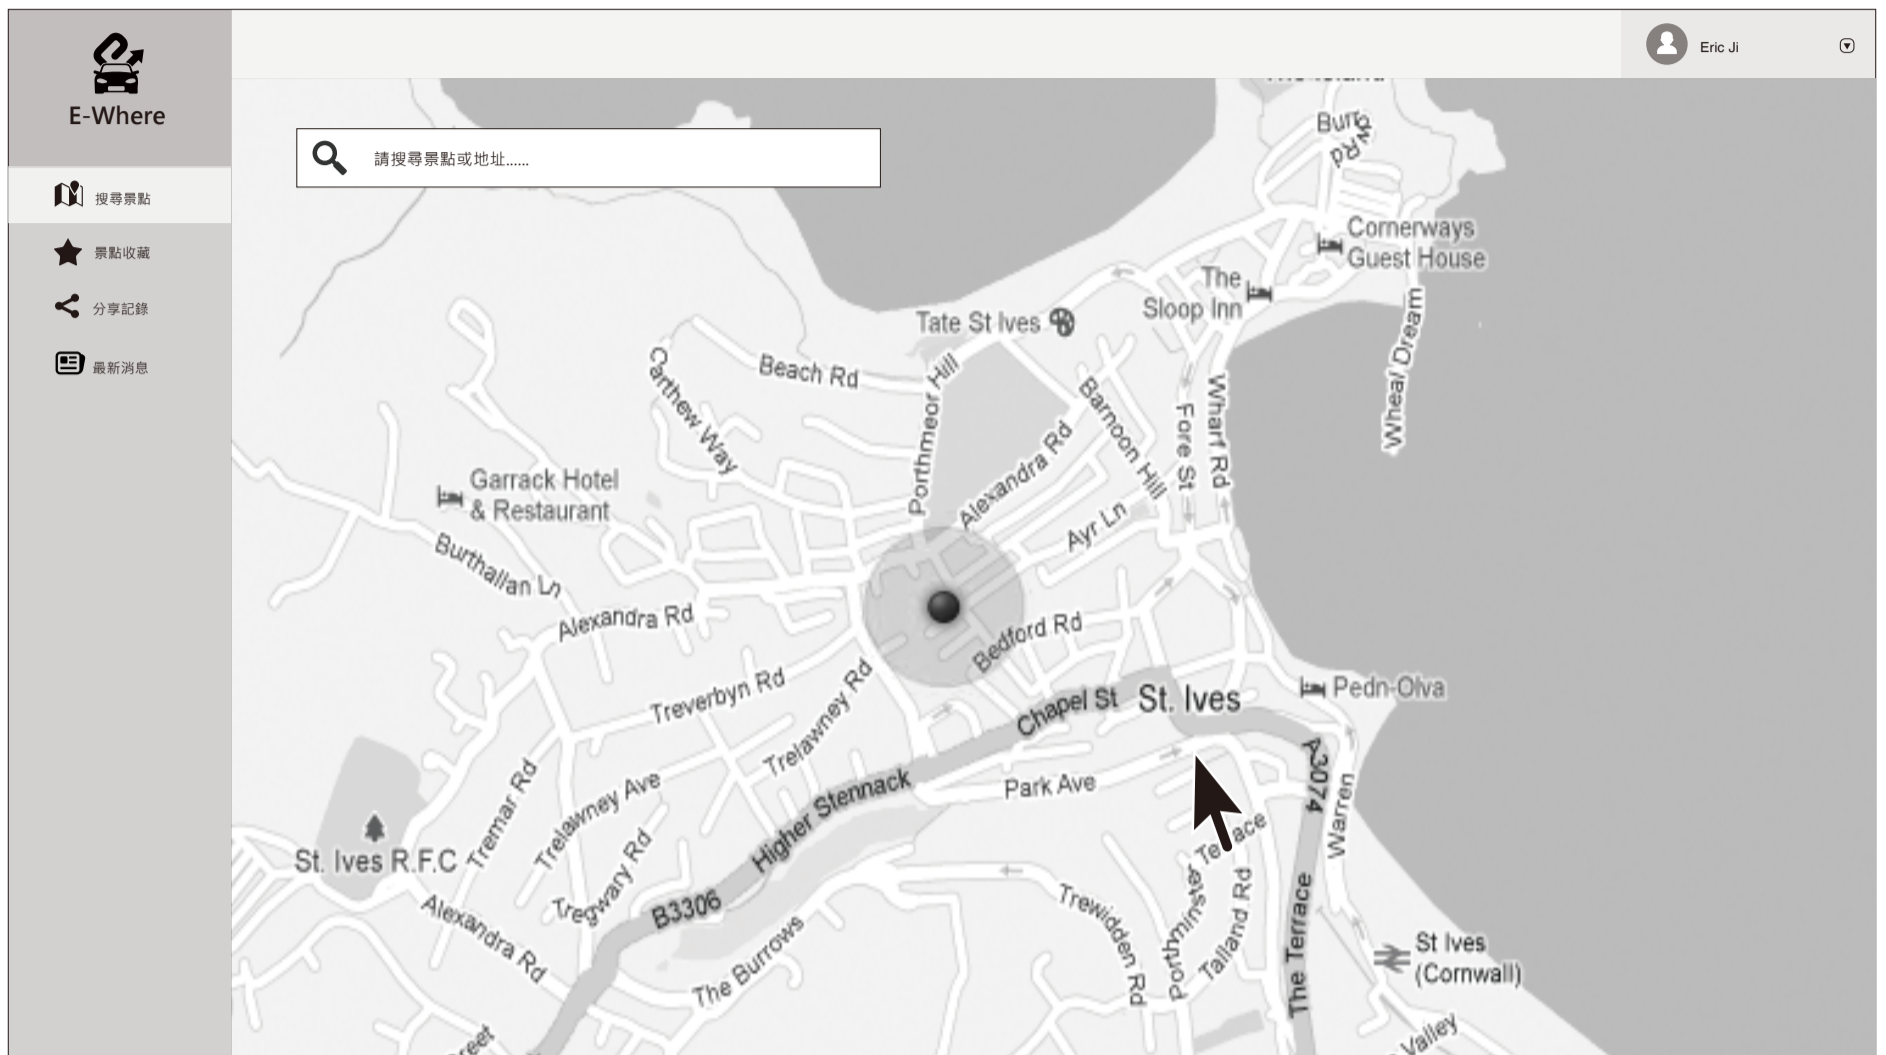 E-Where
Eric Ji
請搜尋景點或地址......
搜尋景點
景點收藏
分享記錄
最新消息
Burrow Rd
Cornerways
Guest House
The
Sloop Inn
Tate St Ives
Wheal Dream
Beach Rd
Carthew Way
Porthmeor Hill
Barnoon Hill
Fore St
Wharf Rd
Alexandra Rd
Garrack Hotel
& Restaurant
Ayr Ln
Burthallan Ln
Alexandra Rd
Bedford Rd
Treverbyn Rd
Trelawney Rd
Chapel St
St. Ives
Pedn-Olva
A3074
Warren
Park Ave
Higher Stennack
Tremar Rd
Trelawney Ave
Tregwary Rd
St. Ives R.F.C
Alexandra Rd
B3306
The Burrows
Trewidden Rd
Talland Rd
The Terrace
St Ives
(Cornwall)
Valley